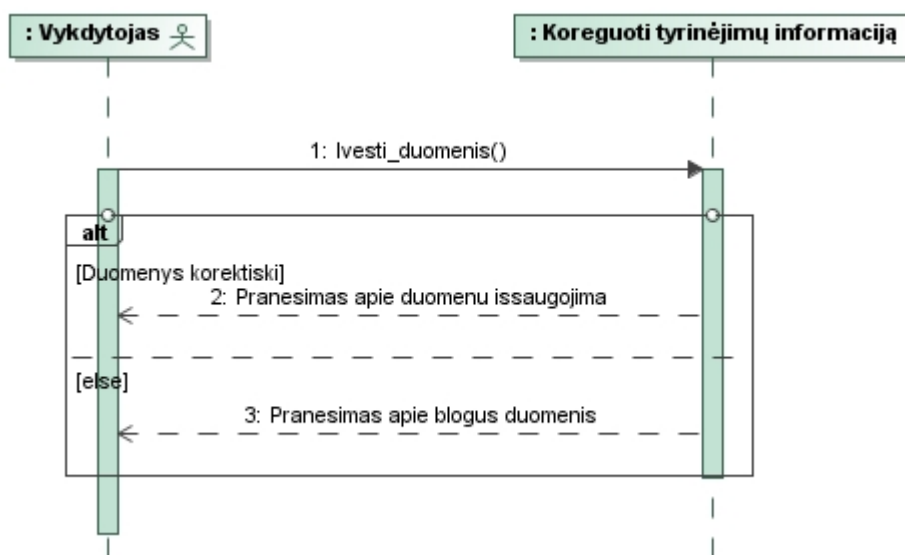 : Vykdytojas
: Koreguoti tyrinėjimų informaciją
1: Ivesti_duomenis()
alt
[Duomenys korektiski]
2: Pranesimas apie duomenu issaugojima
[else]
3: Pranesimas apie blogus duomenis